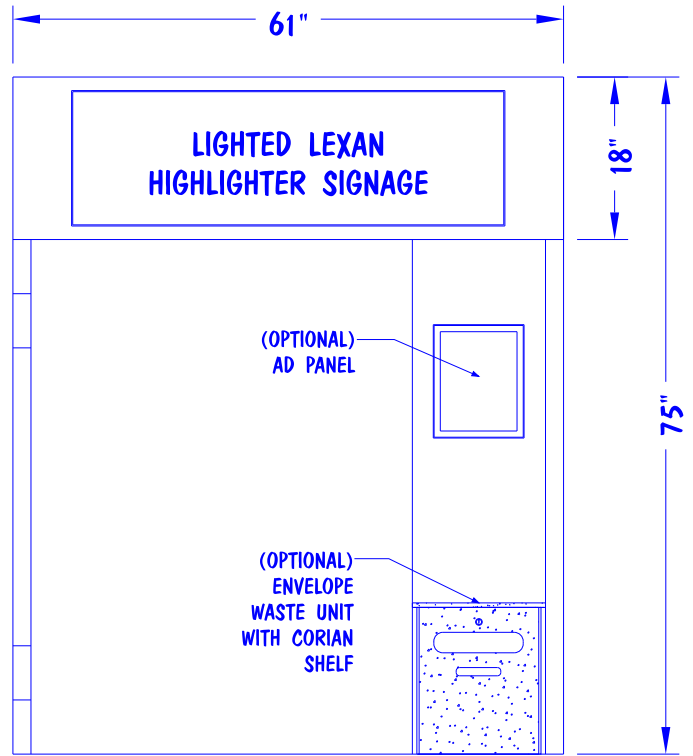 61"
LIGHTED LEXAN
HIGHLIGHTER SIGNAGE
18"
(OPTIONAL)
AD PANEL
75"
(OPTIONAL)
ENVELOPE
WASTE UNIT
WITH CORIAN
SHELF